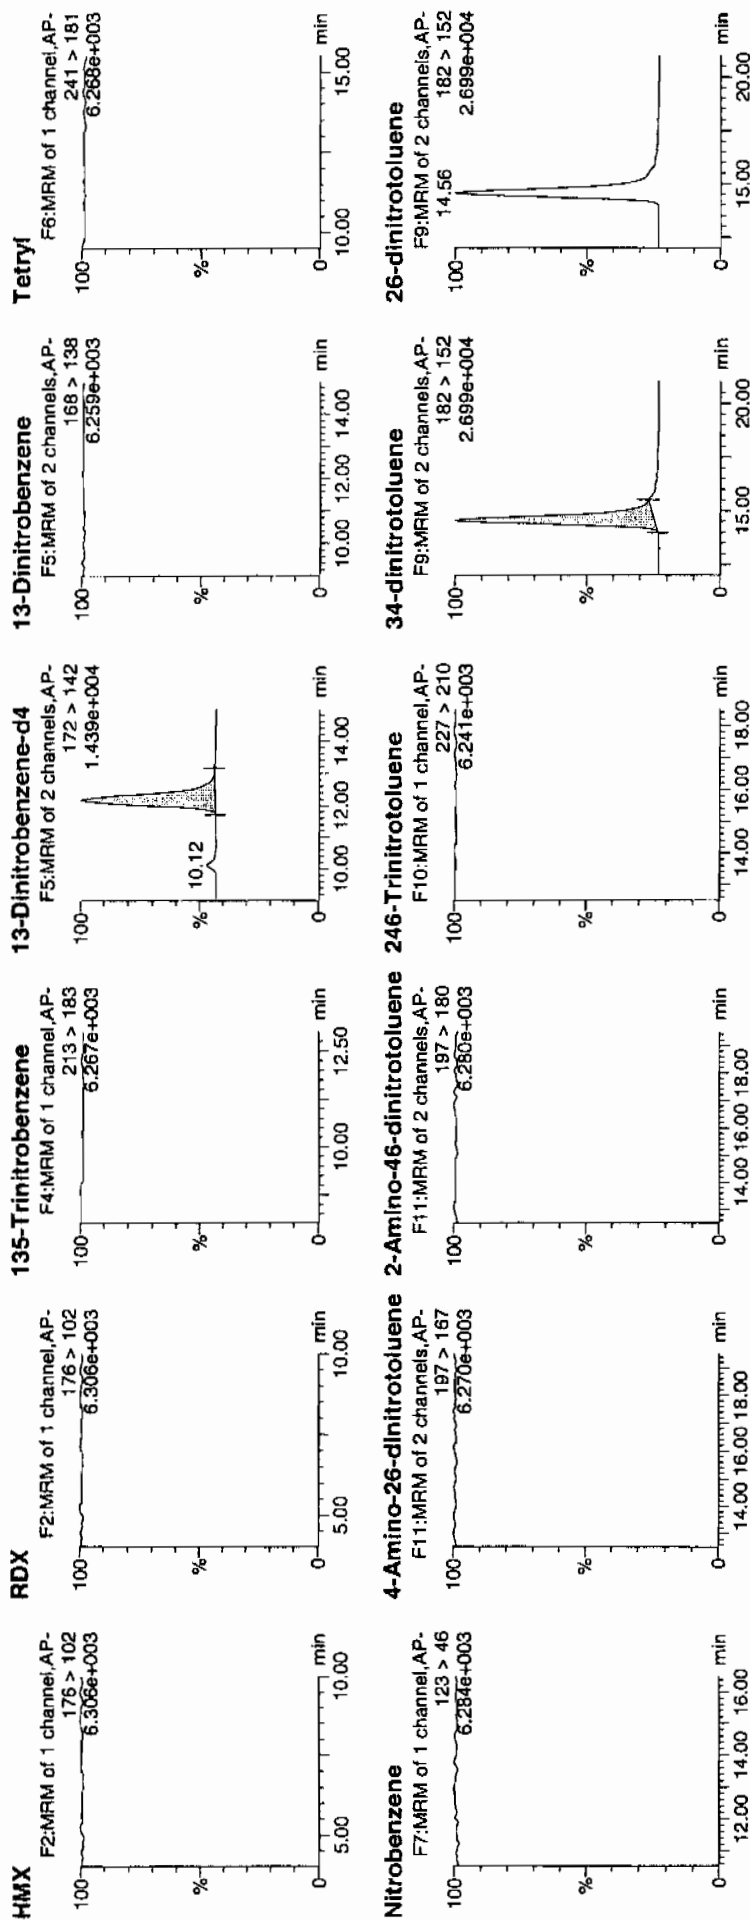 HMX
F2:MRM of 1 channel,AP-
176 > 102
6.306e+003
100
%
0
5.00
10.00
min
RDX
F2:MRM of 1 channel,AP-
176 > 102
6.306e+003
100
%
0
5.00
10.00
min
135-Trinitrobenzene
F4:MRM of 1 channel,AP-
213 > 183
6.267e+003
100
%
0
10.00
12.50
min
13-Dinitrobenzene-d4
F5:MRM of 2 channels,AP-
172 > 142
1.439e+004
100
%
10.12
0
10.00
12.00
14.00
min
13-Dinitrobenzene
F5:MRM of 2 channels,AP-
168 > 138
6.259e+003
100
%
0
10.00
12.00
14.00
min
Tetryl
F6:MRM of 1 channel,AP-
241 > 181
6.268e+003
100
%
0
10.00
15.00
min
Nitrobenzene
F7:MRM of 1 channel,AP-
123 > 46
6.284e+003
100
%
0
12.00
14.00
16.00
min
4-Amino-26-dinitrotoluene
F11:MRM of 2 channels,AP-
197 > 167
6.270e+003
100
%
0
14.00
16.00
18.00
min
2-Amino-46-dinitrotoluene
F11:MRM of 2 channels,AP-
197 > 180
6.280e+003
100
%
0
14.00
16.00
18.00
min
246-Trinitrotoluene
F10:MRM of 1 channel,AP-
227 > 210
6.241e+003
100
%
0
14.00
16.00
18.00
min
34-dinitrotoluene
F9:MRM of 2 channels,AP-
182 > 152
2.699e+004
100
%
0
15.00
20.00
min
26-dinitrotoluene
F9:MRM of 2 channels,AP-
14.56
182 > 152
2.699e+004
100
%
0
15.00
20.00
min